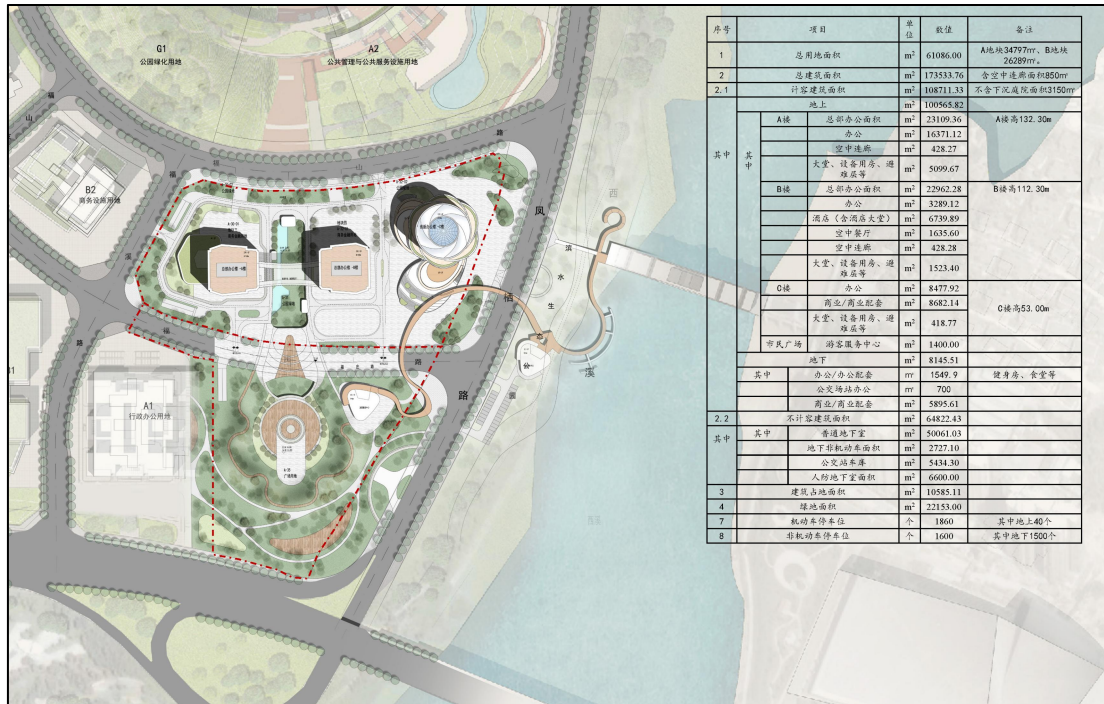 G1
公园绿化用地
A2
公共管理与公共服务设施用地
福
山
路
福
山
路
B2
商务设施用地
溪
福
路
凤
栖
路
西
溪
滨
水
生
态
公
园
A1
行政办公用地
序号 项目 单位 数值 备注
1 总用地面积 m² 61086.00 A地块34797㎡、B地块26289㎡。
2 总建筑面积 m² 173533.76 含空中连廊面积850㎡
2.1 计容建筑面积 m² 108711.33 不含下沉庭院面积3150㎡
地上 m² 100565.82
其中 其中 A楼 总部办公面积 m² 23109.36 A楼高132.30m
办公 m² 16371.12
空中连廊 m² 428.27
大堂、设备用房、避难层等 m² 5099.67
B楼 总部办公面积 m² 22962.28 B楼高112.30m
办公 m² 3289.12
酒店（含酒店大堂） m² 6739.89
空中餐厅 m² 1635.60
空中连廊 m² 428.28
大堂、设备用房、避难层等 m² 1523.40
C楼 办公 m² 8477.92 C楼高53.00m
商业/商业配套 m² 8682.14
大堂、设备用房、避难层等 m² 418.77
市民广场 游客服务中心 m² 1400.00
地下 m² 8145.51
其中 办公/办公配套 ㎡ 1549.9 健身房、食堂等
公交场站办公 ㎡ 700
商业/商业配套 m² 5895.61
2.2 不计容建筑面积 m² 64822.43
其中 其中 普通地下室 m² 50061.03
地下非机动车面积 m² 2727.10
公交站车库 m² 5434.30
人防地下室面积 m² 6600.00
3 建筑占地面积 m² 10585.11
4 绿地面积 m² 22153.00
7 机动车停车位 个 1860 其中地上40个
8 非机动车停车位 个 1600 其中地下1500个